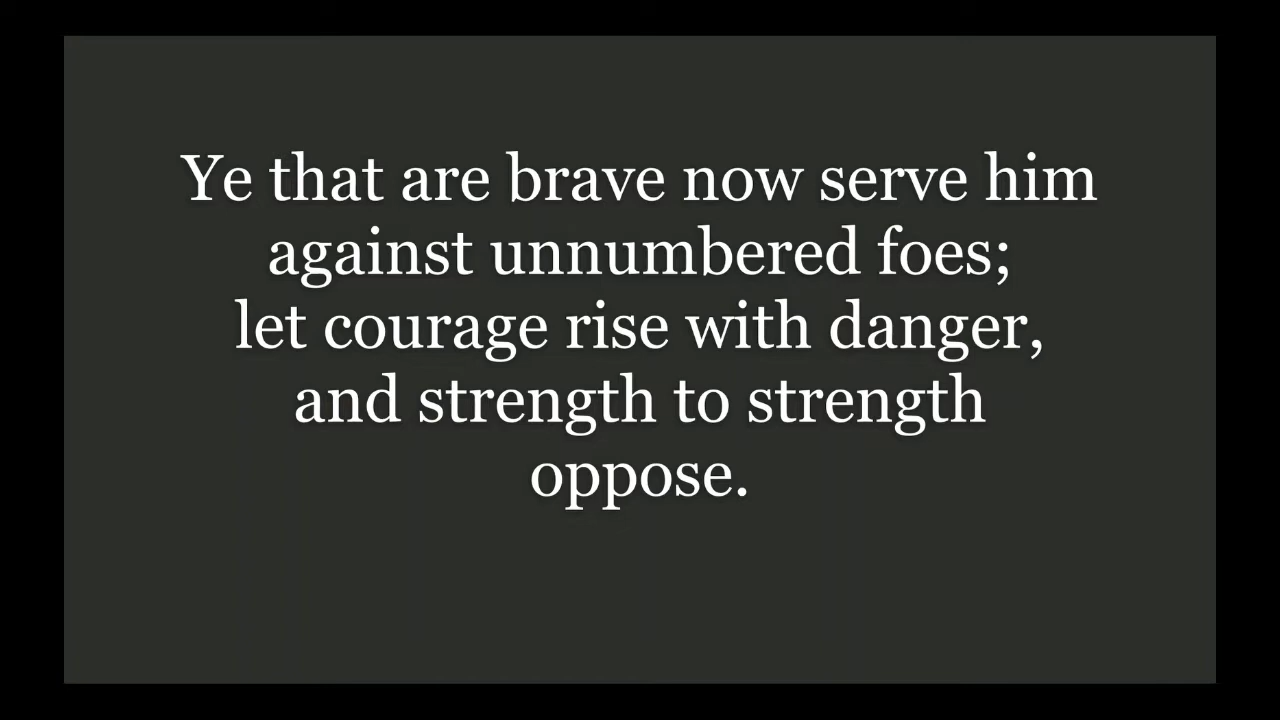 Ye that are brave now serve him
against unnumbered foes;
let courage rise with danger,
and strength to strength
oppose.